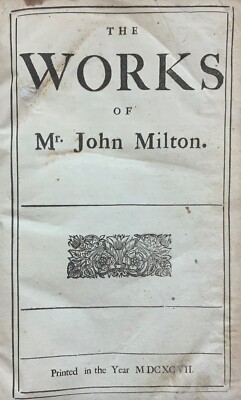 THE
WORKS
OF
Mr. John Milton.
Printed in the Year MDCXCVII.